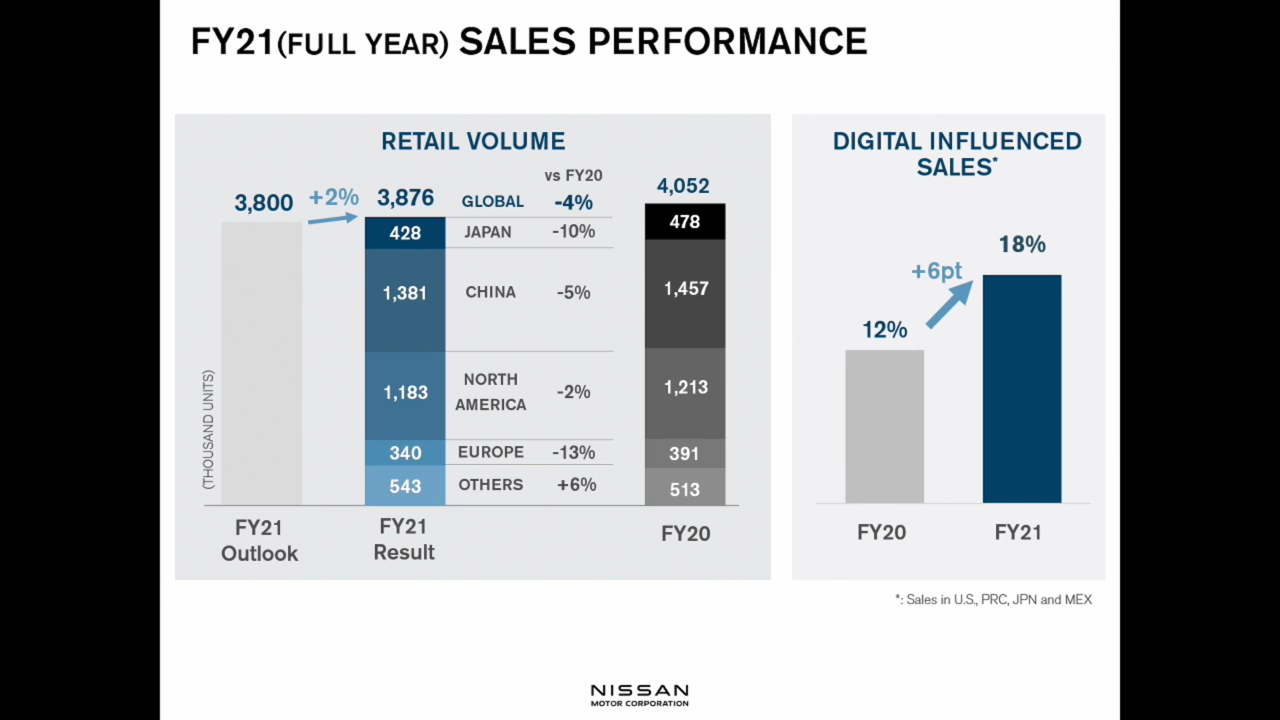 FY21(FULL YEAR) SALES PERFORMANCE
RETAIL VOLUME
vs FY20
3,800
+2%
3,876
GLOBAL
-4%
4,052
428
JAPAN
-10%
478
1,381
CHINA
-5%
1,457
1,183
NORTH
AMERICA
-2%
1,213
340
EUROPE
-13%
391
543
OTHERS
+6%
513
(THOUSAND UNITS)
FY21
Outlook
FY21
Result
FY20
DIGITAL INFLUENCED
SALES*
18%
+6pt
12%
FY20
FY21
*: Sales in U.S., PRC, JPN and MEX
NISSAN
MOTOR CORPORATION